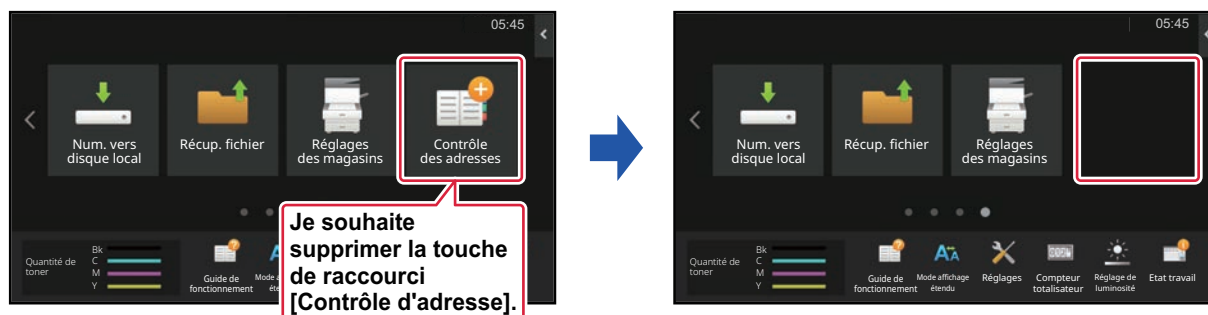 05:45
Num. vers
disque local
Récup. fichier
Réglages
des magasins
Contrôle
des adresses
Je souhaite
supprimer la touche
de raccourci
[Contrôle d'adresse].
Quantité de
toner
Bk
C
M
Y
Guide de
fonctionnement
05:45
Num. vers
disque local
Récup. fichier
Réglages
des magasins
Quantité de
toner
Bk
C
M
Y
Guide de
fonctionnement
Mode affichage
étendu
Réglages
Compteur
totalisateur
Réglage de
luminosité
Etat travail